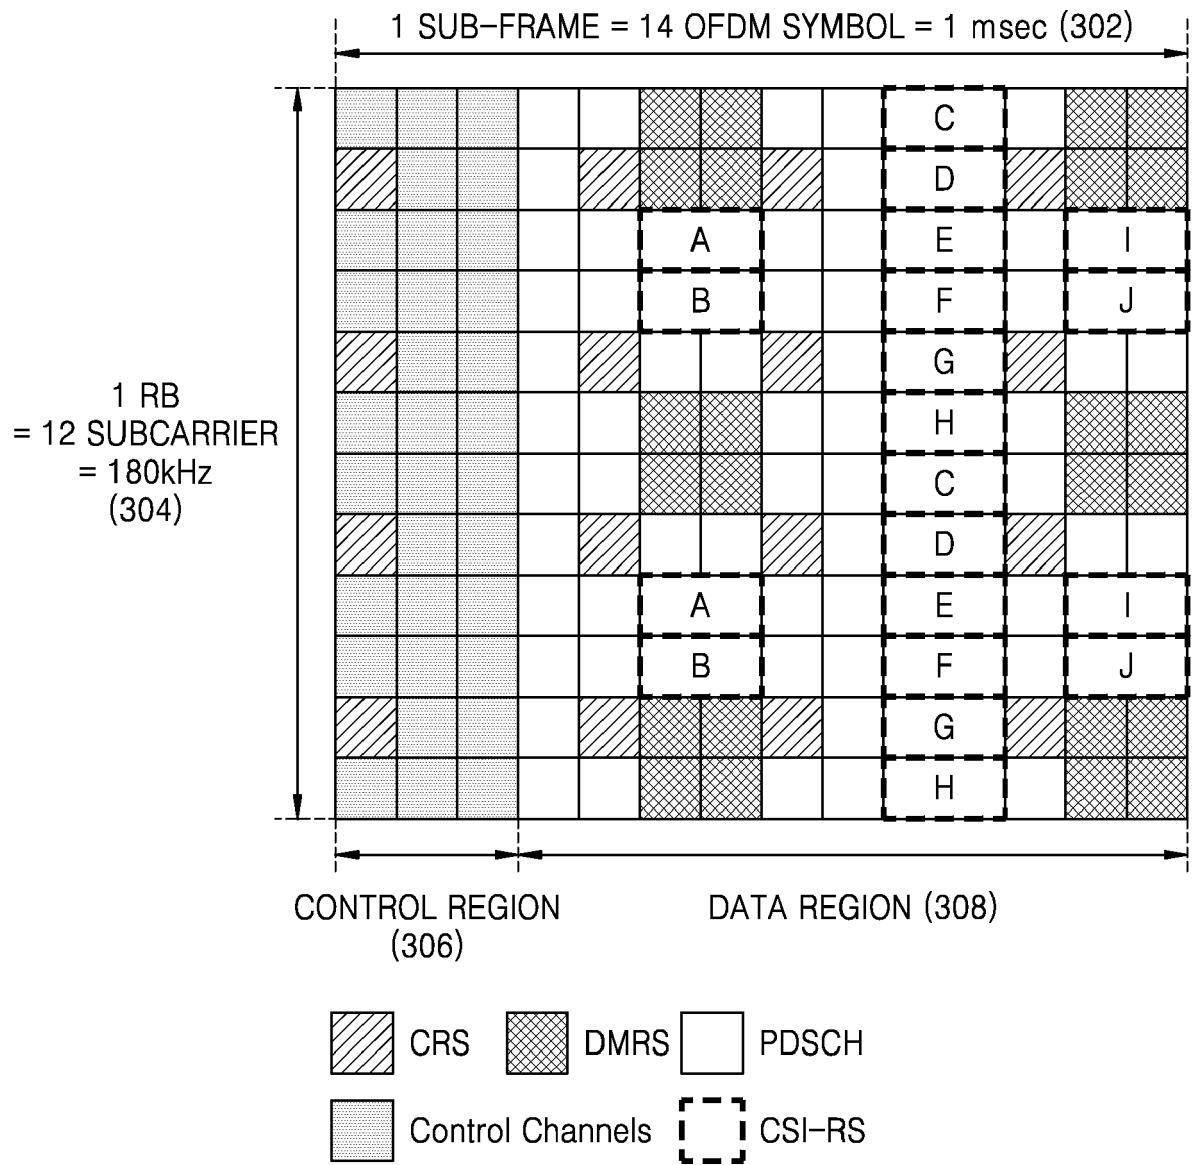 1 SUB-FRAME = 14 OFDM SYMBOL = 1 msec (302)
C
D
A E I
B F J
G
H
C
D
A E I
B F J
G
H
1 RB
= 12 SUBCARRIER
= 180kHz
(304)
CONTROL REGION
(306)
DATA REGION (308)
CRS DMRS PDSCH
Control Channels CSI-RS